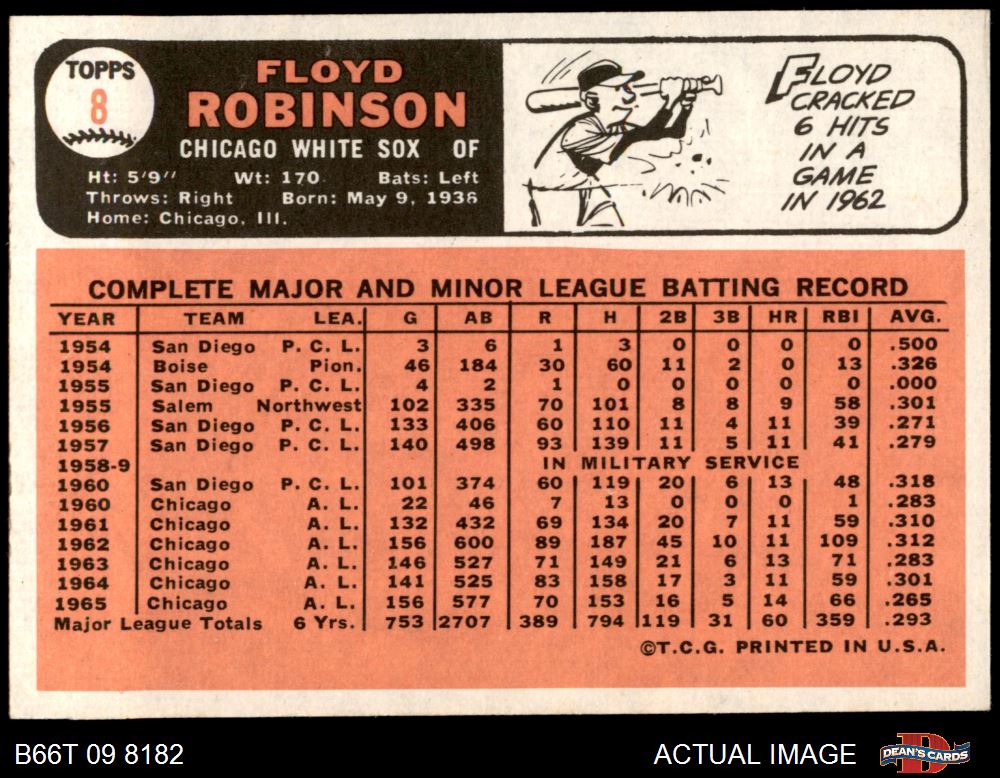 TOPPS
8
FLOYD
ROBINSON
CHICAGO WHITE SOX OF
Ht: 5'9" Wt: 170 Bats: Left
Throws: Right Born: May 9, 1936
Home: Chicago, Ill.
FLOYD
CRACKED
6 HITS
IN A
GAME
IN 1962
COMPLETE MAJOR AND MINOR LEAGUE BATTING RECORD
YEAR TEAM LEA. G AB R H 2B 3B HR RBI AVG.
1954 San Diego P. C. L. 3 6 1 3 0 0 0 0 .500
1954 Boise Pion. 46 184 30 60 11 2 0 13 .326
1955 San Diego P. C. L. 4 2 1 0 0 0 0 0 .000
1955 Salem Northwest 102 335 70 101 8 8 9 58 .301
1956 San Diego P. C. L. 133 406 60 110 11 4 11 39 .271
1957 San Diego P. C. L. 140 498 93 139 11 5 11 41 .279
1958-9 IN MILITARY SERVICE
1960 San Diego P. C. L. 101 374 60 119 20 6 13 48 .318
1960 Chicago A. L. 22 46 7 13 0 0 0 1 .283
1961 Chicago A. L. 132 432 69 134 20 7 11 59 .310
1962 Chicago A. L. 156 600 89 187 45 10 11 109 .312
1963 Chicago A. L. 146 527 71 149 21 6 13 71 .283
1964 Chicago A. L. 141 525 83 158 17 3 11 59 .301
1965 Chicago A. L. 156 577 70 153 16 5 14 66 .265
Major League Totals 6 Yrs. 753 2707 389 794 119 31 60 359 .293
©T.C.G. PRINTED IN U.S.A.
B66T 09 8182 ACTUAL IMAGE DEAN'S CARDS